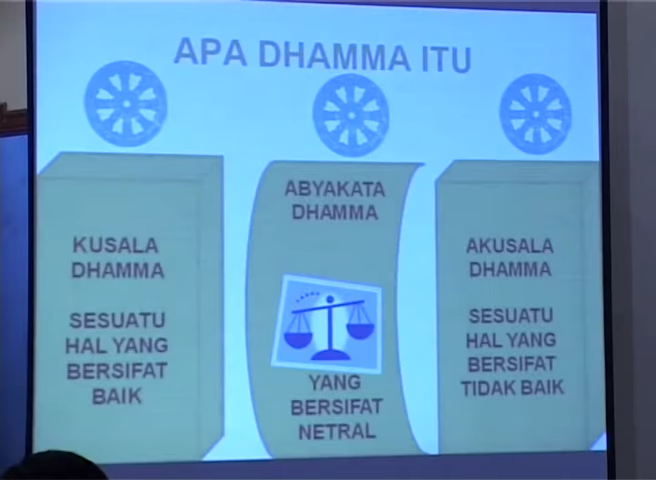 APA DHAMMA ITU
KUSALA
DHAMMA
SESUATU
HAL YANG
BERSIFAT
BAIK
ABYAKATA
DHAMMA
YANG
BERSIFAT
NETRAL
AKUSALA
DHAMMA
SESUATU
HAL YANG
BERSIFAT
TIDAK BAIK